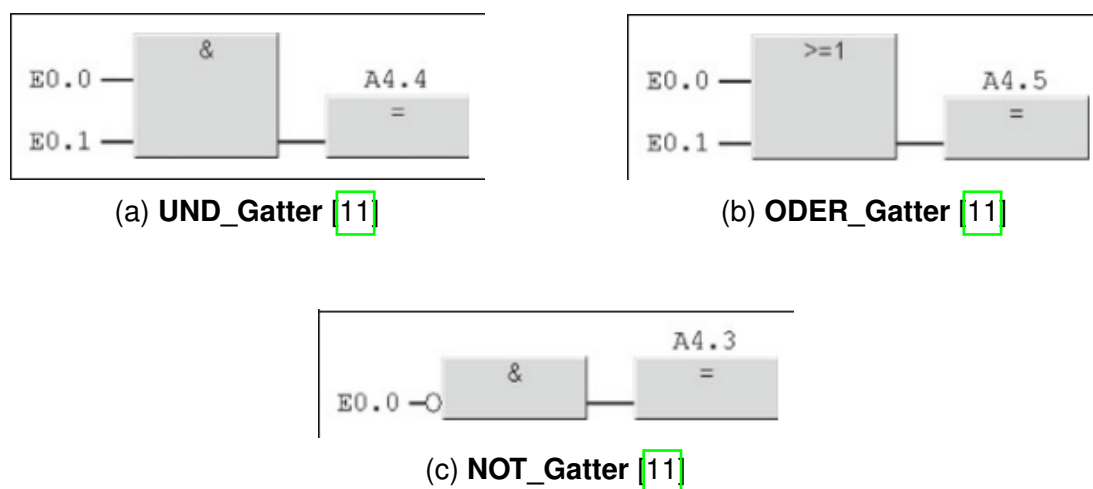 &
E0.0
A4.4
=
E0.1
(a) UND_Gatter [11]
>=1
E0.0
A4.5
=
E0.1
(b) ODER_Gatter [11]
A4.3
&
=
E0.0
(c) NOT_Gatter [11]